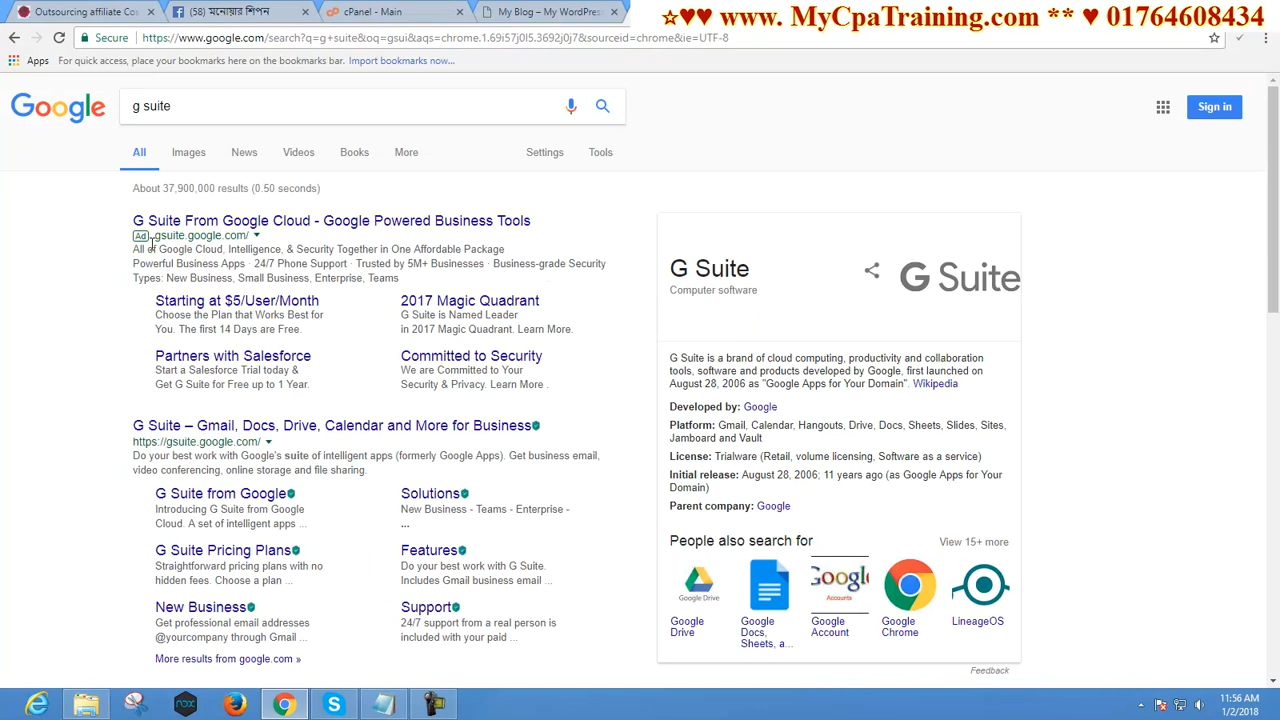 Outsourcing affiliate Co
(58) মনোয়ার শিপন
cPanel - Main
My Blog – My WordPress
☆♥♥ www. MyCpaTraining.com ** ♥ 01764608434
Secure https://www.google.com/search?q=g+suite&oq=gsui&aqs=chrome.1.69i57j0l5.3692j0j7&sourceid=chrome&ie=UTF-8
Apps For quick access, place your bookmarks here on the bookmarks bar. Import bookmarks now...
Google
g suite
Sign in
All Images News Videos Books More Settings Tools
About 37,900,000 results (0.50 seconds)
G Suite From Google Cloud - Google Powered Business Tools
Ad gsuite.google.com/
All of Google Cloud, Intelligence, & Security Together in One Affordable Package
Powerful Business Apps · 24/7 Phone Support · Trusted by 5M+ Businesses · Business-grade Security
Types: New Business, Small Business, Enterprise, Teams
Starting at $5/User/Month
Choose the Plan that Works Best for
You. The first 14 Days are Free.
2017 Magic Quadrant
G Suite is Named Leader
in 2017 Magic Quadrant. Learn More.
Partners with Salesforce
Start a Salesforce Trial today &
Get G Suite for Free up to 1 Year.
Committed to Security
We are Committed to Your
Security & Privacy. Learn More .
G Suite – Gmail, Docs, Drive, Calendar and More for Business
https://gsuite.google.com/
Do your best work with Google's suite of intelligent apps (formerly Google Apps). Get business email,
video conferencing, online storage and file sharing.
G Suite from Google
Introducing G Suite from Google
Cloud. A set of intelligent apps ...
Solutions
New Business - Teams - Enterprise -
...
G Suite Pricing Plans
Straightforward pricing plans with no
hidden fees. Choose a plan ...
Features
Do your best work with G Suite.
Includes Gmail business email ...
New Business
Get professional email addresses
@yourcompany through Gmail ...
Support
24/7 support from a real person is
included with your paid ...
More results from google.com »
G Suite
Computer software
G Suite
G Suite is a brand of cloud computing, productivity and collaboration
tools, software and products developed by Google, first launched on
August 28, 2006 as "Google Apps for Your Domain". Wikipedia
Developed by: Google
Platform: Gmail, Calendar, Hangouts, Drive, Docs, Sheets, Slides, Sites,
Jamboard and Vault
License: Trialware (Retail, volume licensing, Software as a service)
Initial release: August 28, 2006; 11 years ago (as Google Apps for Your
Domain)
Parent company: Google
People also search for
View 15+ more
Google Drive
Google
Accounts
Google
Drive
Google
Docs,
Sheets, a...
Google
Account
Google
Chrome
LineageOS
Feedback
nox
11:56 AM
1/2/2018